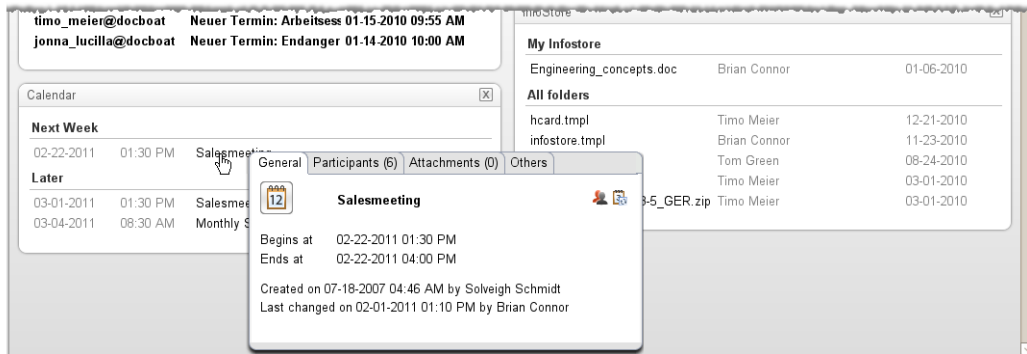 timo_meier@docboat Neuer Termin: Arbeitsess 01-15-2010 09:55 AM
jonna_lucilla@docboat Neuer Termin: Endanger 01-14-2010 10:00 AM
Calendar
Next Week
02-22-2011 01:30 PM Salesmeeting
Later
03-01-2011 01:30 PM Salesmee
03-04-2011 08:30 AM Monthly S
General Participants (6) Attachments (0) Others
12
Salesmeeting
Begins at 02-22-2011 01:30 PM
Ends at 02-22-2011 04:00 PM
Created on 07-18-2007 04:46 AM by Solveigh Schmidt
Last changed on 02-01-2011 01:10 PM by Brian Connor
InfoStore
My Infostore
Engineering_concepts.doc Brian Connor 01-06-2010
All folders
hcard.tmpl Timo Meier 12-21-2010
infostore.tmpl Brian Connor 11-23-2010
Tom Green 08-24-2010
Timo Meier 03-01-2010
3-5_GER.zip Timo Meier 03-01-2010